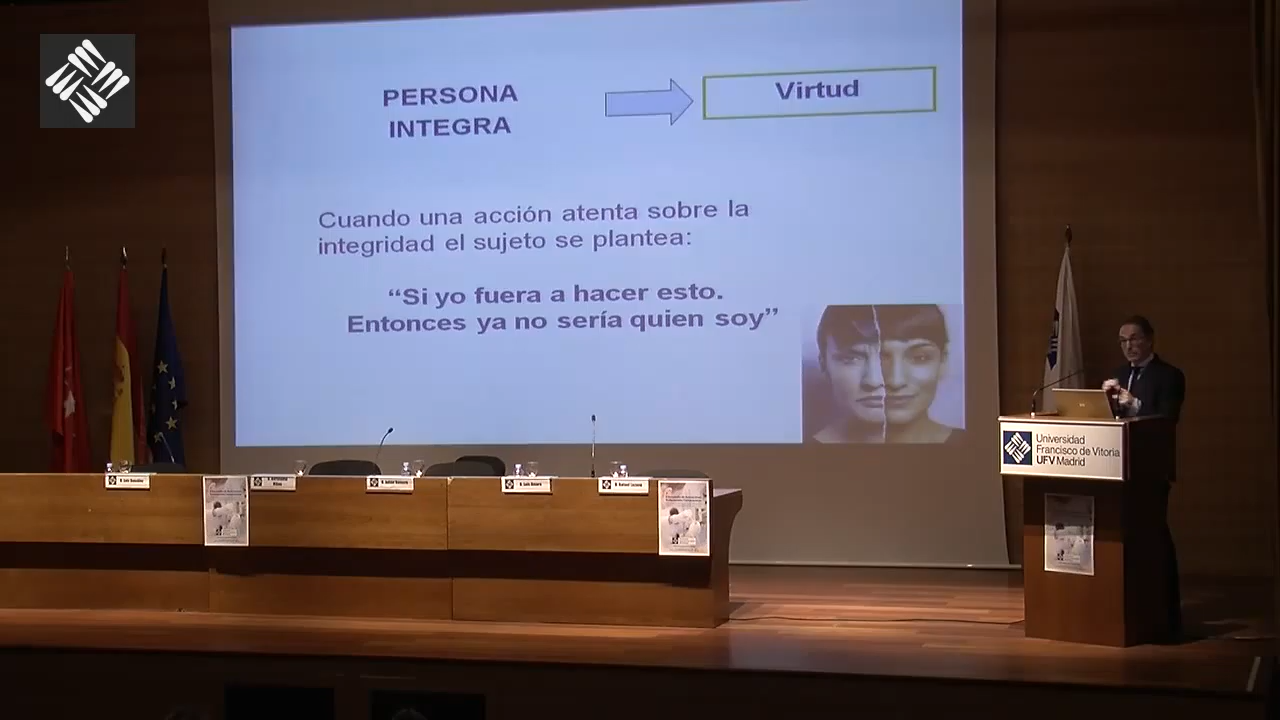 PERSONA
INTEGRA
Virtud
Cuando una acción atenta sobre la
integridad el sujeto se plantea:
“Si yo fuera a hacer esto.
Entonces ya no sería quien soy”
Universidad
Francisco de Vitoria
UFV Madrid